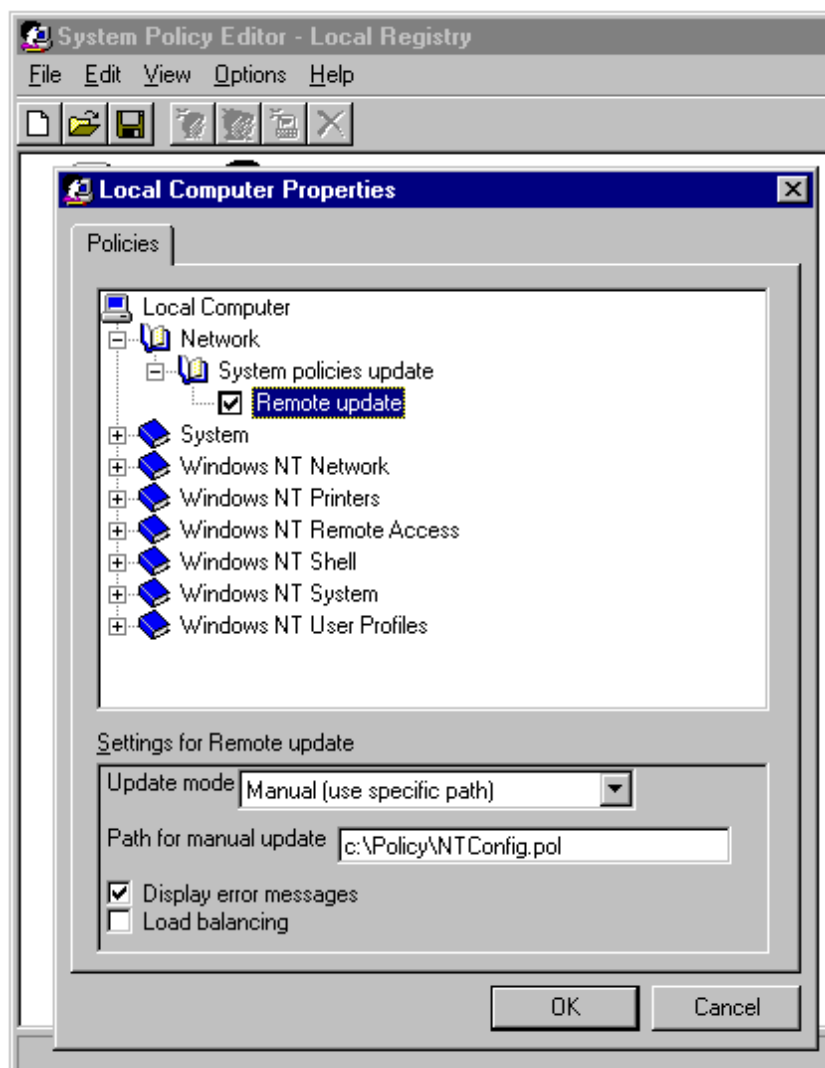 System Policy Editor - Local Registry
File Edit View Options Help
Local Computer Properties
Policies
Local Computer
Network
System policies update
Remote update
System
Windows NT Network
Windows NT Printers
Windows NT Remote Access
Windows NT Shell
Windows NT System
Windows NT User Profiles
Settings for Remote update
Update mode Manual (use specific path)
Path for manual update c:\Policy\NTConfig.pol
Display error messages
Load balancing
OK Cancel